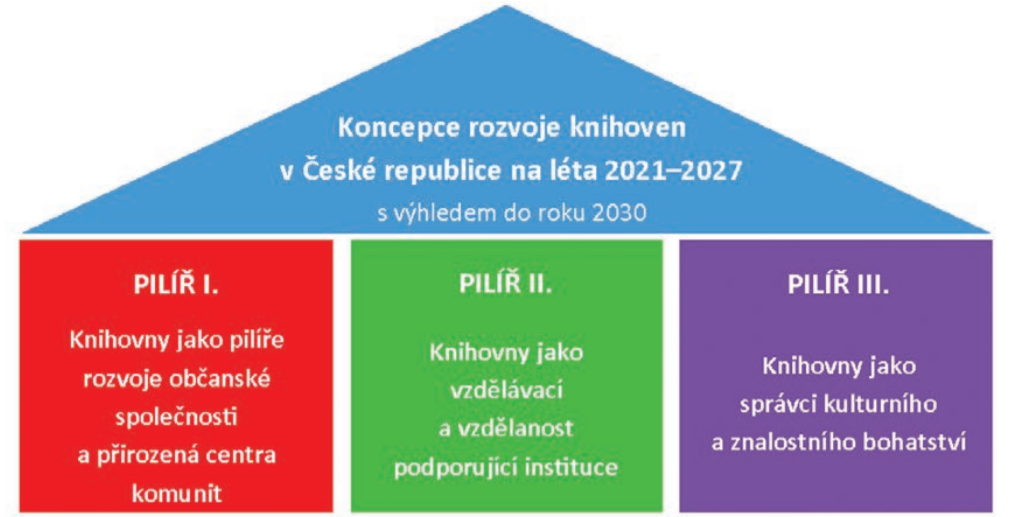 Koncepce rozvoje knihoven
v České republice na léta 2021–2027
s výhledem do roku 2030
PILÍŘ I.
Knihovny jako pilíře
rozvoje občanské
společnosti
a přirozená centra
komunit
PILÍŘ II.
Knihovny jako
vzdělávací
a vzdělanost
podporující instituce
PILÍŘ III.
Knihovny jako
správci kulturního
a znalostního bohatství